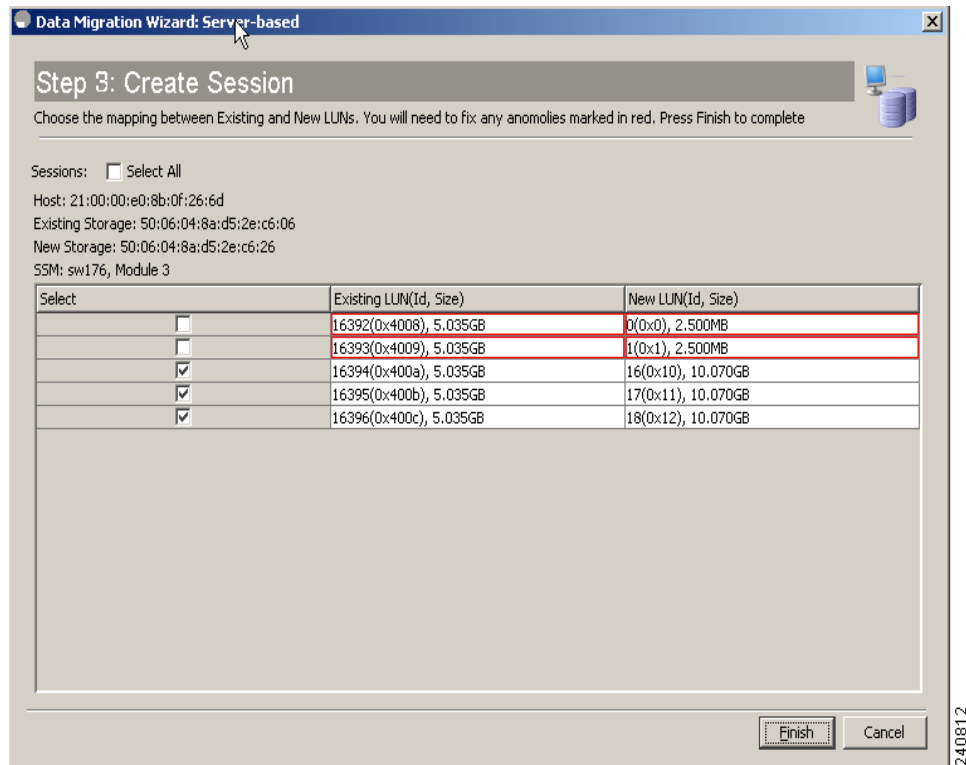 Data Migration Wizard: Server-based
Step 3: Create Session
Choose the mapping between Existing and New LUNs. You will need to fix any anomolies marked in red. Press Finish to complete
Sessions: Select All
Host: 21:00:00:e0:8b:0f:26:6d
Existing Storage: 50:06:04:8a:d5:2e:c6:06
New Storage: 50:06:04:8a:d5:2e:c6:26
SSM: sw176, Module 3
Select Existing LUN(Id, Size) New LUN(Id, Size)
16392(0x4008), 5.035GB 0(0x0), 2.500MB
16393(0x4009), 5.035GB 1(0x1), 2.500MB
16394(0x400a), 5.035GB 16(0x10), 10.070GB
16395(0x400b), 5.035GB 17(0x11), 10.070GB
16396(0x400c), 5.035GB 18(0x12), 10.070GB
Finish Cancel
240812